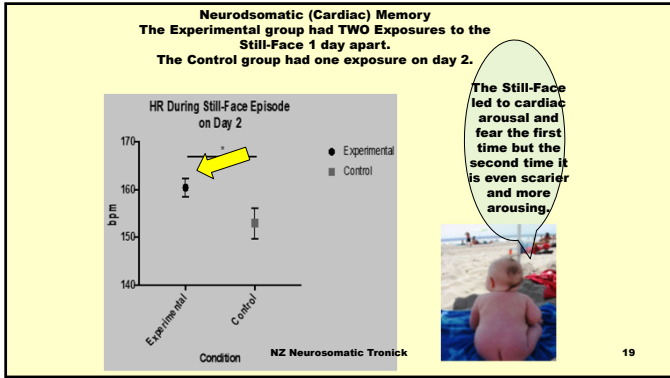 Neurodsomatic (Cardiac) Memory
The Experimental group had TWO Exposures to the
Still-Face 1 day apart.
The Control group had one exposure on day 2.
The Still-Face
led to cardiac
arousal and
fear the first
time but the
second time it
is even scarier
and more
arousing.
HR During Still-Face Episode
on Day 2
170
160
150
140
bpm
*
Experimental
Control
Experimental
Control
Condition
NZ Neurosomatic Tronick
19